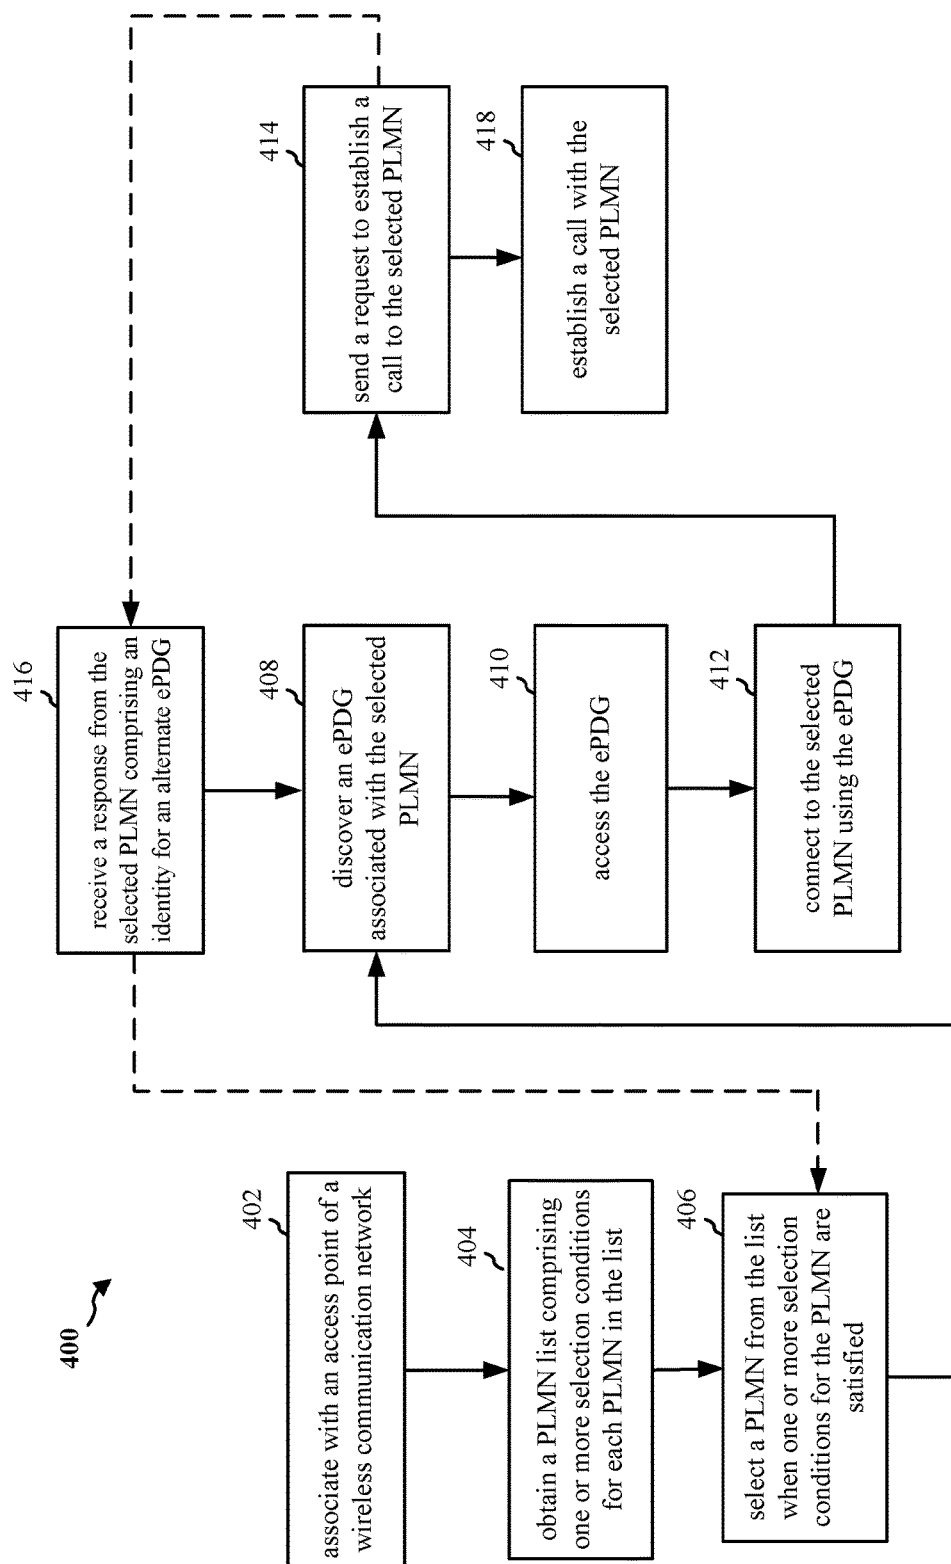 400
402
associate with an access point of a
wireless communication network
404
obtain a PLMN list comprising
one or more selection conditions
for each PLMN in the list
406
select a PLMN from the list
when one or more selection
conditions for the PLMN are
satisfied
416
receive a response from the
selected PLMN comprising an
identity for an alternate ePDG
408
discover an ePDG
associated with the selected
PLMN
410
access the ePDG
412
connect to the selected
PLMN using the ePDG
414
send a request to establish a
call to the selected PLMN
418
establish a call with the
selected PLMN